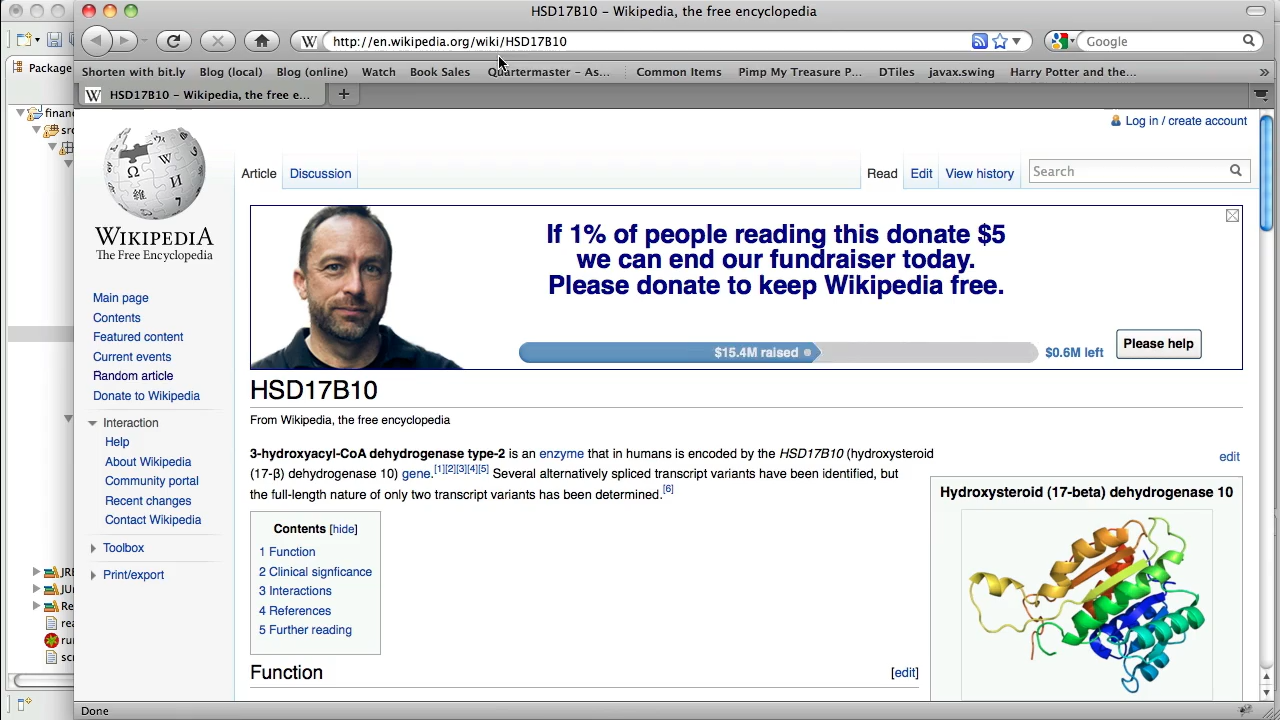 HSD17B10 – Wikipedia, the free encyclopedia
http://en.wikipedia.org/wiki/HSD17B10
Google
Shorten with bit.ly Blog (local) Blog (online) Watch Book Sales Quartermaster – As... Common Items Pimp My Treasure P... DTiles javax.swing Harry Potter and the... »
HSD17B10 – Wikipedia, the free e... +
Package
financ
src
JRE
JU
Re
rea
run
scr
Log in / create account
Article Discussion Read Edit View history Search
WIKIPEDIA
The Free Encyclopedia
Main page
Contents
Featured content
Current events
Random article
Donate to Wikipedia
Interaction
Help
About Wikipedia
Community portal
Recent changes
Contact Wikipedia
Toolbox
Print/export
If 1% of people reading this donate $5
we can end our fundraiser today.
Please donate to keep Wikipedia free.
$15.4M raised $0.6M left Please help
HSD17B10
From Wikipedia, the free encyclopedia
3-hydroxyacyl-CoA dehydrogenase type-2 is an enzyme that in humans is encoded by the HSD17B10 (hydroxysteroid
(17-β) dehydrogenase 10) gene.[1][2][3][4][5] Several alternatively spliced transcript variants have been identified, but
the full-length nature of only two transcript variants has been determined.[6]
edit
Hydroxysteroid (17-beta) dehydrogenase 10
Contents [hide]
1 Function
2 Clinical signficance
3 Interactions
4 References
5 Further reading
Function [edit]
Done